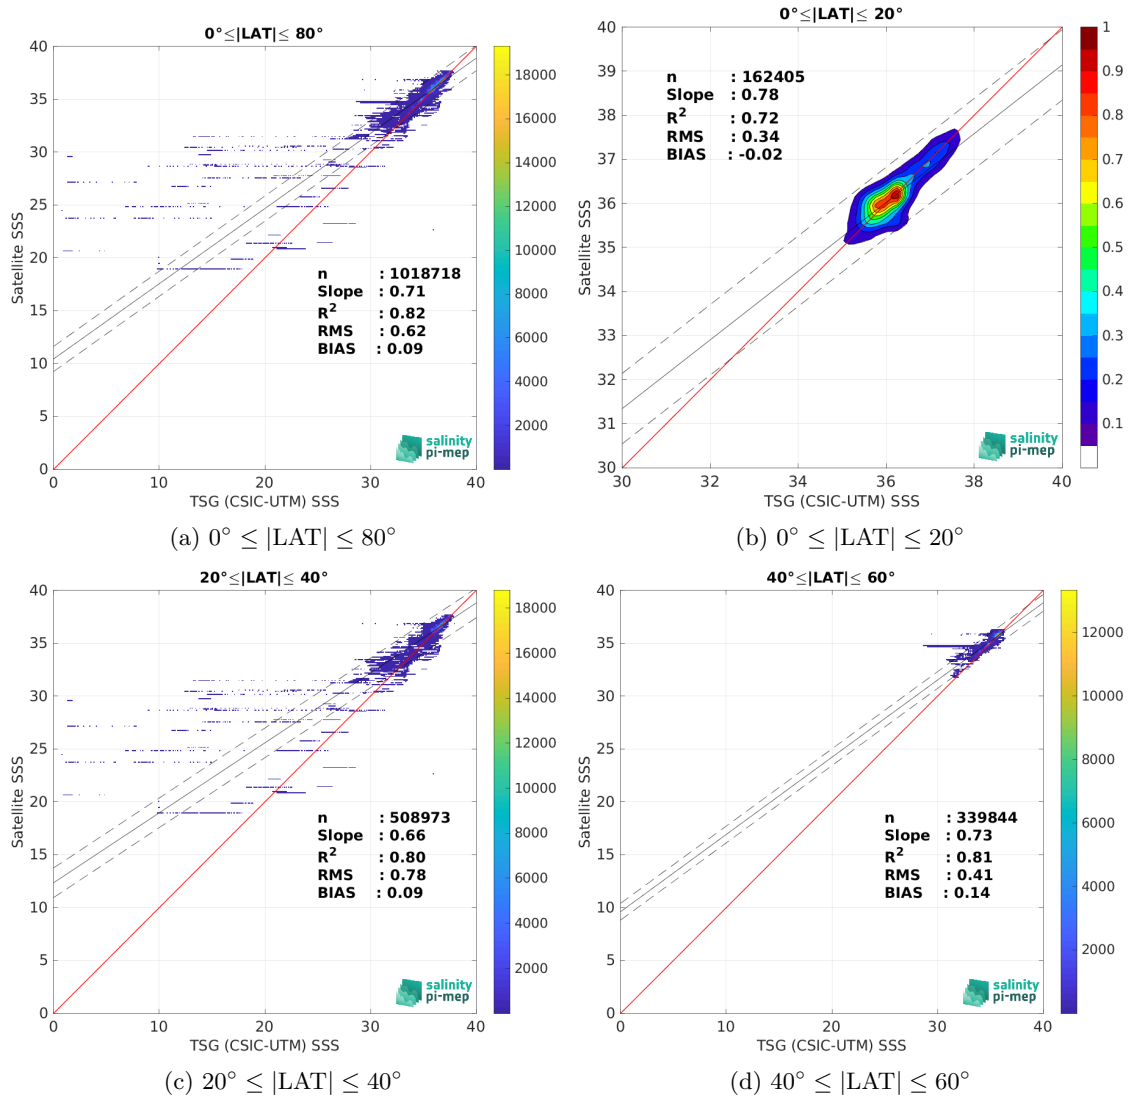 0°≤|LAT|≤ 80°
40
35
30
25
20
15
10
5
0
Satellite SSS
0
10
20
30
40
TSG (CSIC-UTM) SSS
n : 1018718
Slope : 0.71
R² : 0.82
RMS : 0.62
BIAS : 0.09
salinity
pi-mep
18000
16000
14000
12000
10000
8000
6000
4000
2000
(a) 0° ≤ |LAT| ≤ 80°
0°≤|LAT|≤ 20°
40
39
38
37
36
35
34
33
32
31
30
Satellite SSS
30
32
34
36
38
40
TSG (CSIC-UTM) SSS
n : 162405
Slope : 0.78
R² : 0.72
RMS : 0.34
BIAS : -0.02
salinity
pi-mep
1
0.9
0.8
0.7
0.6
0.5
0.4
0.3
0.2
0.1
(b) 0° ≤ |LAT| ≤ 20°
20°≤|LAT|≤ 40°
40
35
30
25
20
15
10
5
0
Satellite SSS
0
10
20
30
40
TSG (CSIC-UTM) SSS
n : 508973
Slope : 0.66
R² : 0.80
RMS : 0.78
BIAS : 0.09
salinity
pi-mep
18000
16000
14000
12000
10000
8000
6000
4000
2000
(c) 20° ≤ |LAT| ≤ 40°
40°≤|LAT|≤ 60°
40
35
30
25
20
15
10
5
0
Satellite SSS
0
10
20
30
40
TSG (CSIC-UTM) SSS
n : 339844
Slope : 0.73
R² : 0.81
RMS : 0.41
BIAS : 0.14
salinity
pi-mep
12000
10000
8000
6000
4000
2000
(d) 40° ≤ |LAT| ≤ 60°